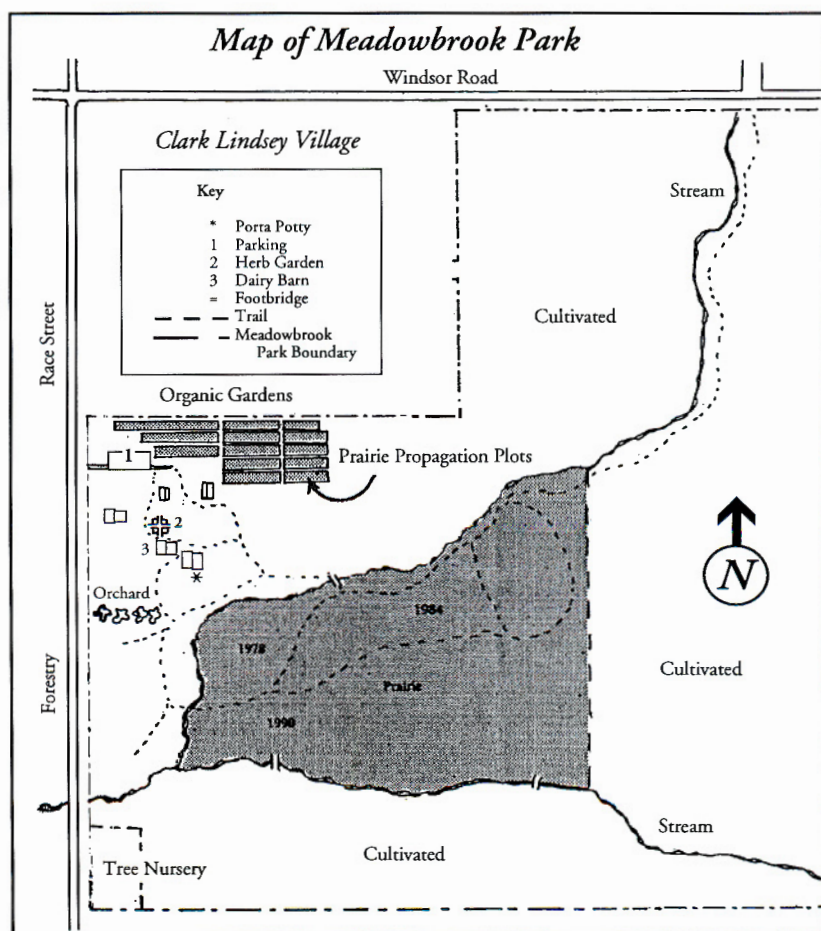 Map of Meadowbrook Park
Windsor Road
Clark Lindsey Village
Key
* Porta Potty
1 Parking
2 Herb Garden
3 Dairy Barn
= Footbridge
Trail
Meadowbrook
Park Boundary
Stream
Cultivated
Race Street
Organic Gardens
1
Prairie Propagation Plots
2
3
*
N
Orchard
1984
1978
Cultivated
Forestry
Prairie
1990
Stream
Cultivated
Tree Nursery